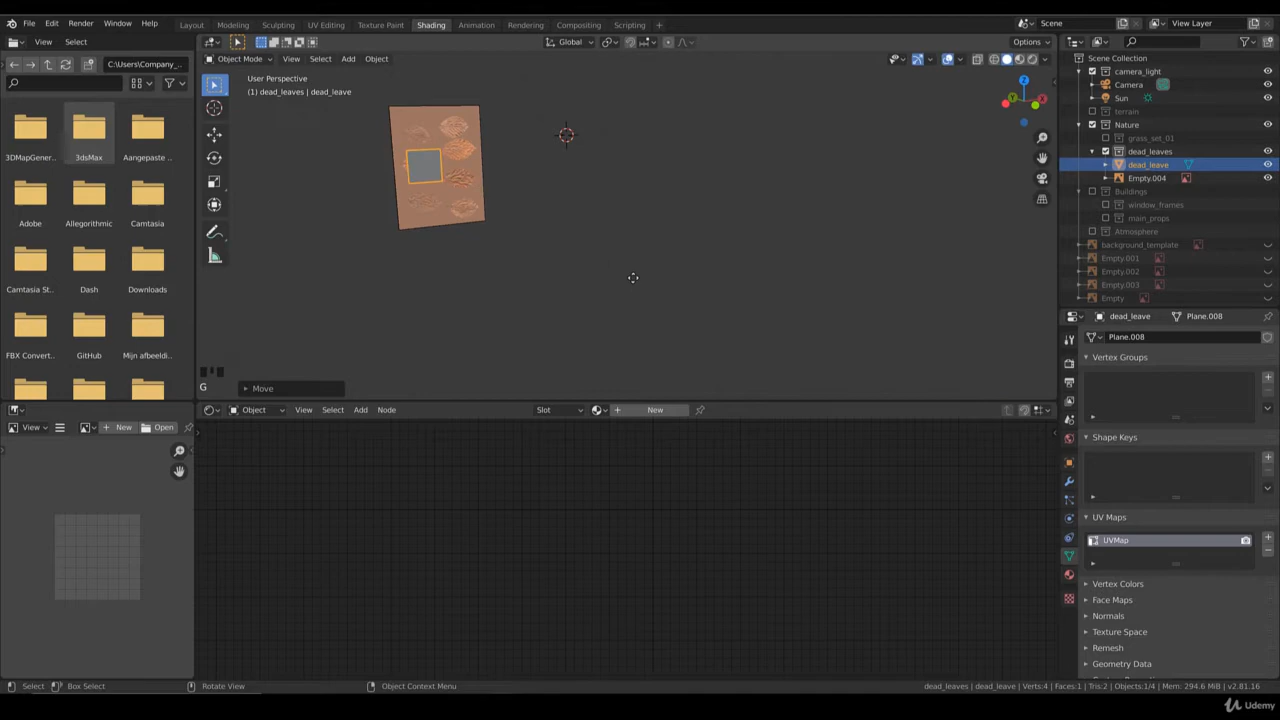 File Edit Render Window Help Layout Modeling Sculpting UV Editing Texture Paint Shading Animation Rendering Compositing Scripting + Scene View Layer
View Select Global Options
C:\Users\Company_...
Object Mode View Select Add Object
User Perspective
(1) dead_leaves | dead_leave
3DMapGener... 3dsMax Aangepaste ...
Adobe Allegorithmic Camtasia
Camtasia St... Dash Downloads
FBX Convert... GitHub Mijn afbeeldi...
G
Move
Z
Y
X
Scene Collection
camera_light
Camera
Sun
terrain
Nature
grass_set_01
dead_leaves
dead_leave
Empty.004
Buildings
window_frames
main_props
Atmosphere
background_template
Empty.001
Empty.002
Empty.003
Empty
dead_leave Plane.008
Plane.008
Vertex Groups
Shape Keys
UV Maps
UVMap
Vertex Colors
Face Maps
Normals
Texture Space
Remesh
Geometry Data
Object View Select Add Node Slot New
View New Open
Select Box Select Rotate View Object Context Menu dead_leaves | dead_leave | Verts:4 | Faces:1 | Tris:2 | Objects:1/4 | Mem: 294.6 MiB | v2.81.16
Udemy